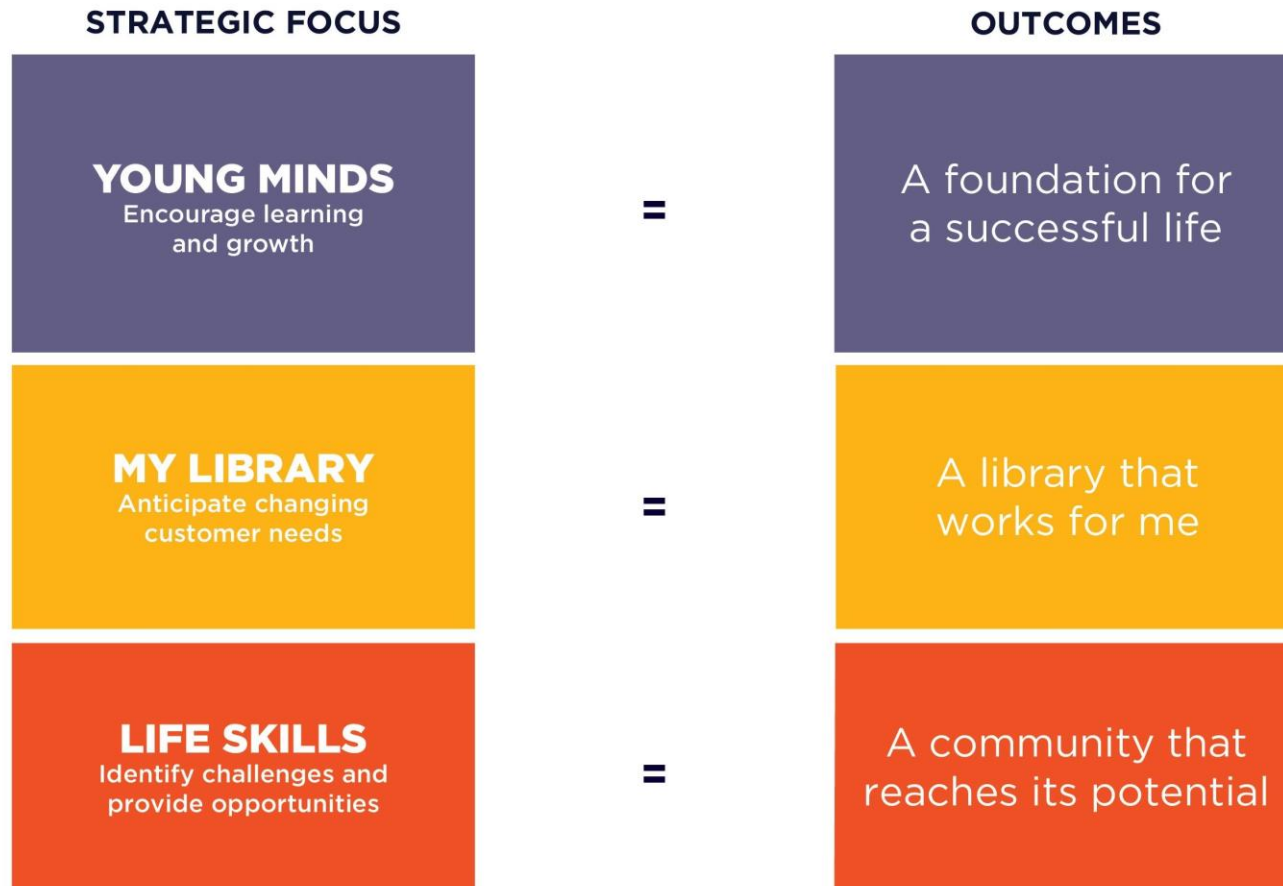 STRATEGIC FOCUS
OUTCOMES
YOUNG MINDS
Encourage learning
and growth
=
A foundation for
a successful life
MY LIBRARY
Anticipate changing
customer needs
=
A library that
works for me
LIFE SKILLS
Identify challenges and
provide opportunities
=
A community that
reaches its potential